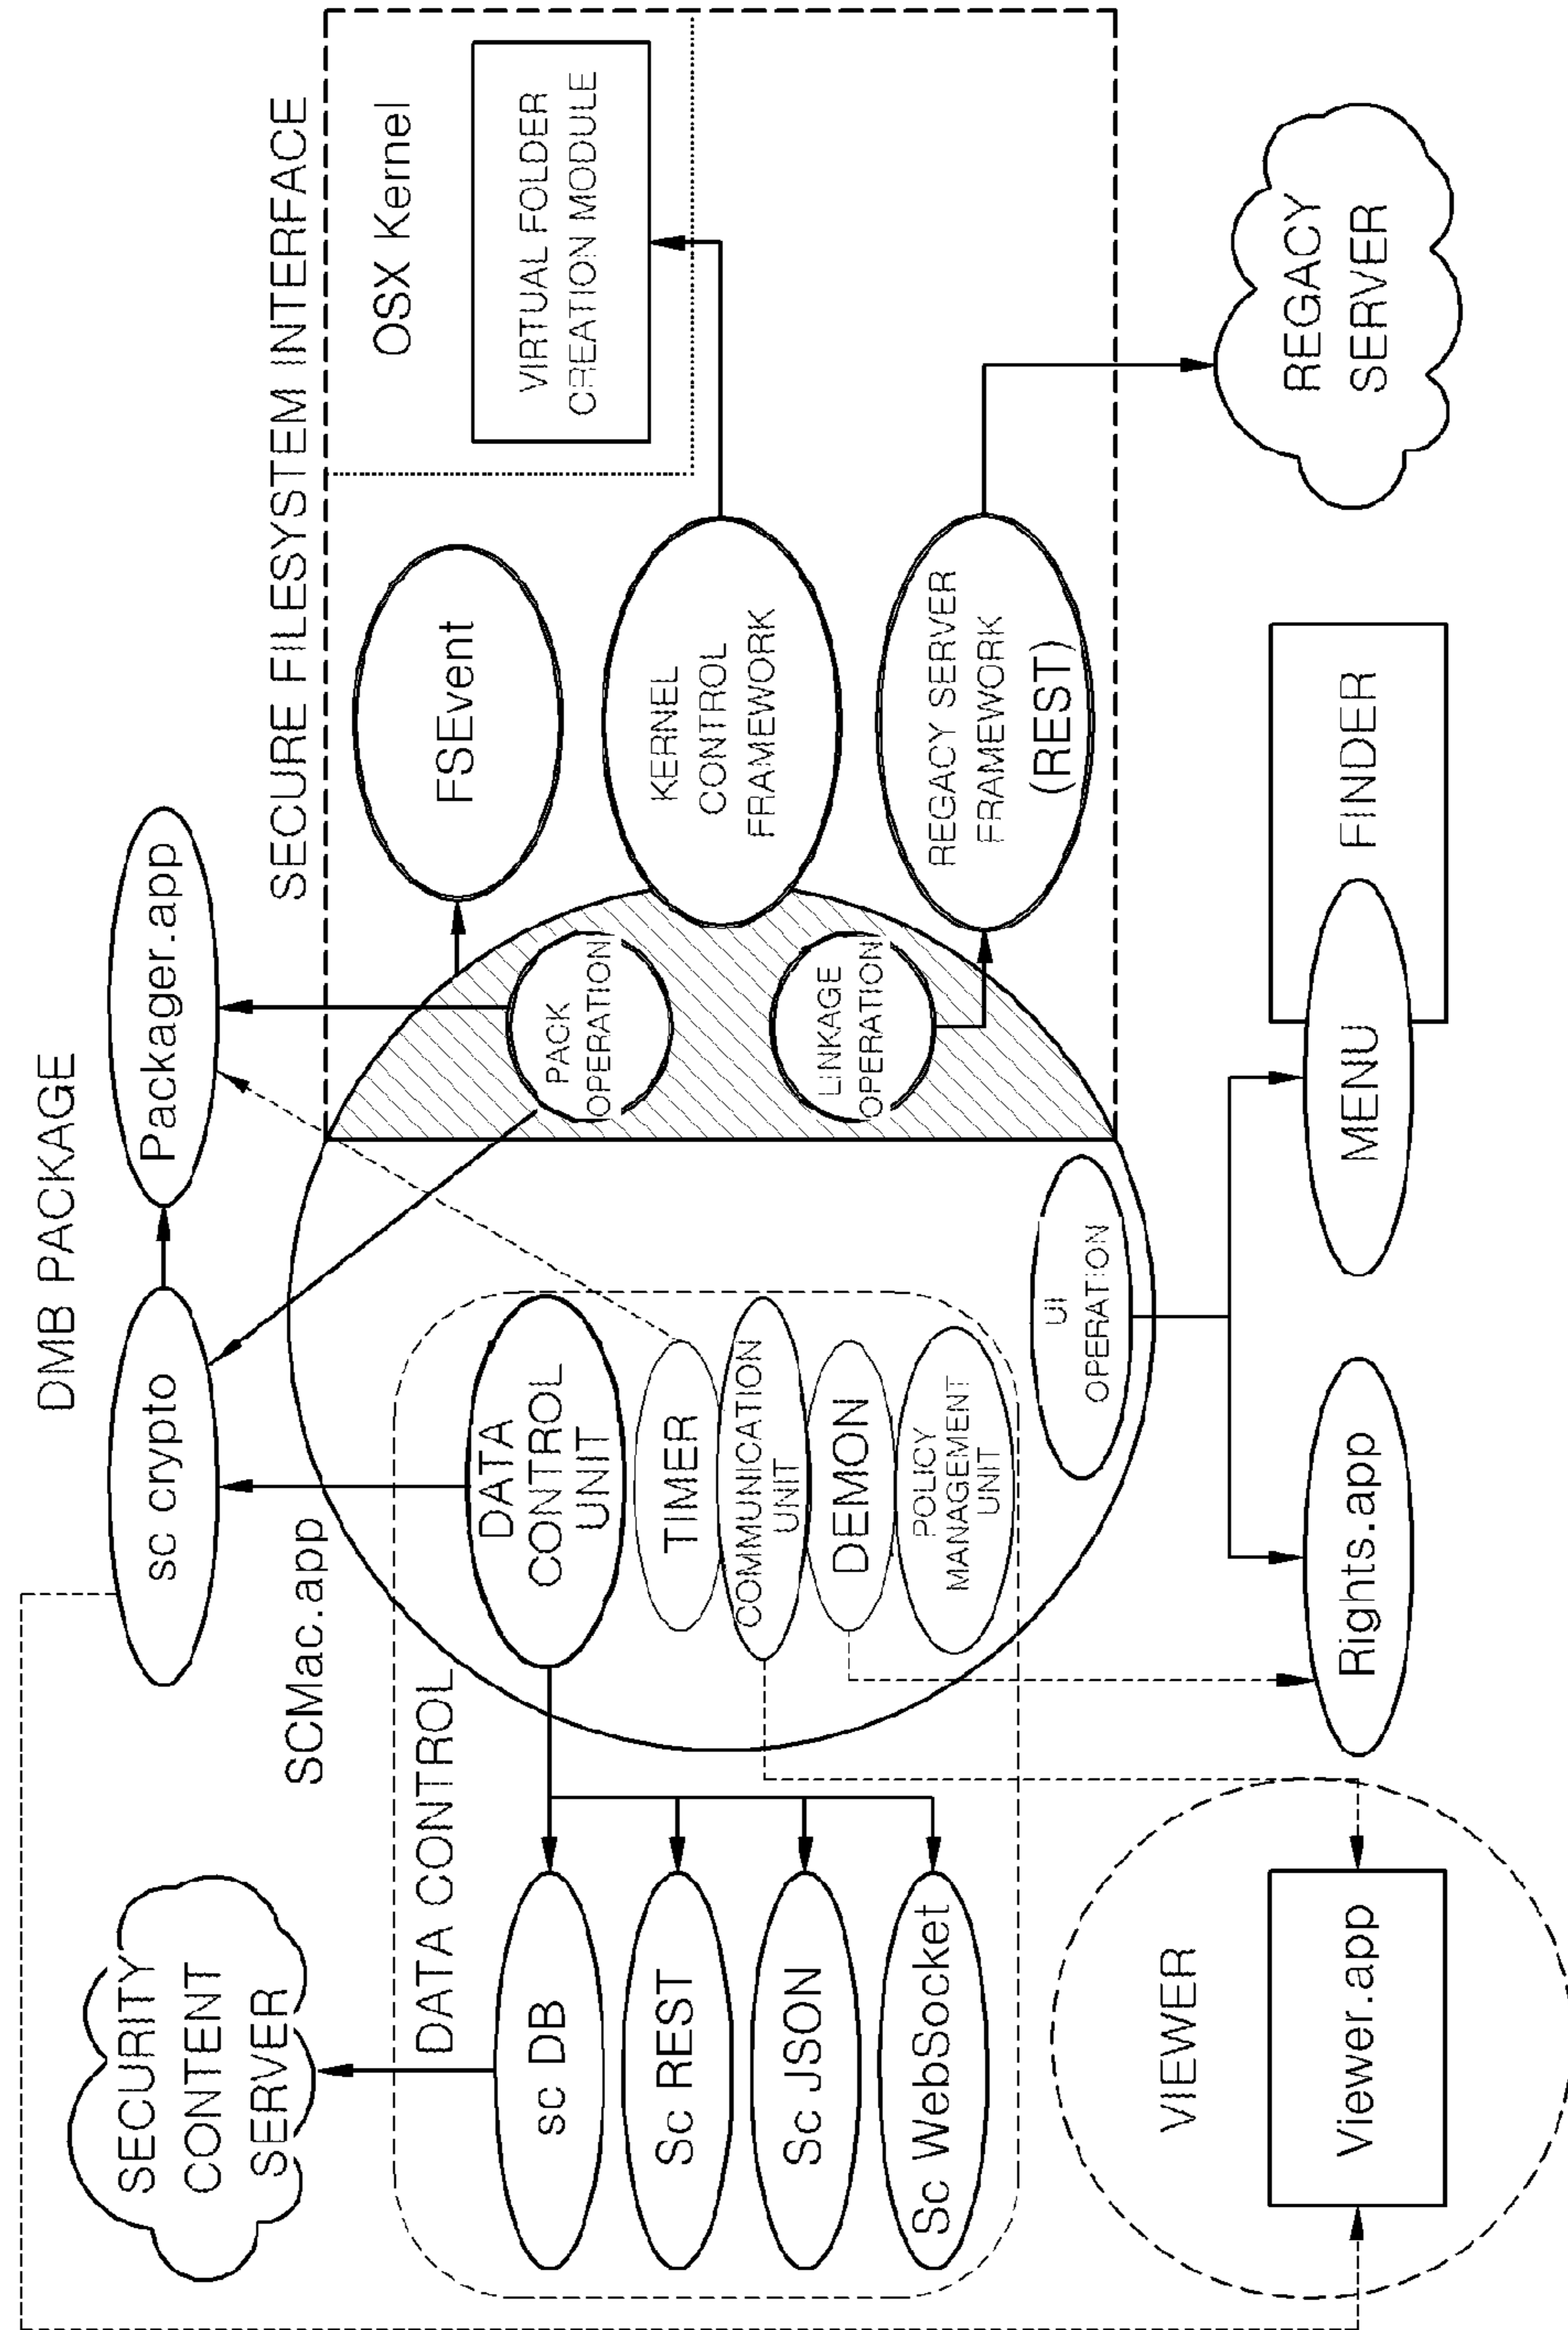 DMB PACKAGE
SECURITY
CONTENT
SERVER
sc crypto
Packager.app
SCMac.app
SECURE FILESYSTEM INTERFACE
DATA CONTROL
OSX Kernel
sc DB
Sc REST
Sc JSON
Sc WebSocket
DATA
CONTROL
UNIT
TIMER
COMMUNICATION
UNIT
DEMON
POLICY
MANAGEMENT
UNIT
PACK
OPERATION
LINKAGE
OPERATION
UI
OPERATION
FSEvent
KERNEL
CONTROL
FRAMEWORK
REGACY SERVER
FRAMEWORK
(REST)
VIRTUAL FOLDER
CREATION MODULE
VIEWER
Viewer.app
Rights.app
MENU
FINDER
REGACY
SERVER